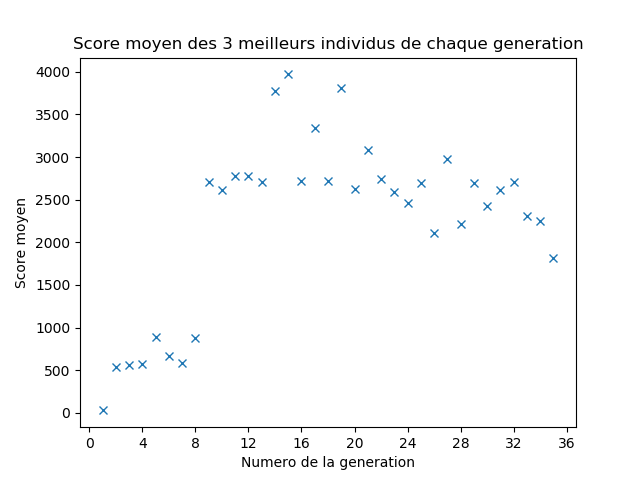 Score moyen des 3 meilleurs individus de chaque generation
4000
3500
3000
2500
2000
1500
1000
500
0
Score moyen
0 4 8 12 16 20 24 28 32 36
Numero de la generation